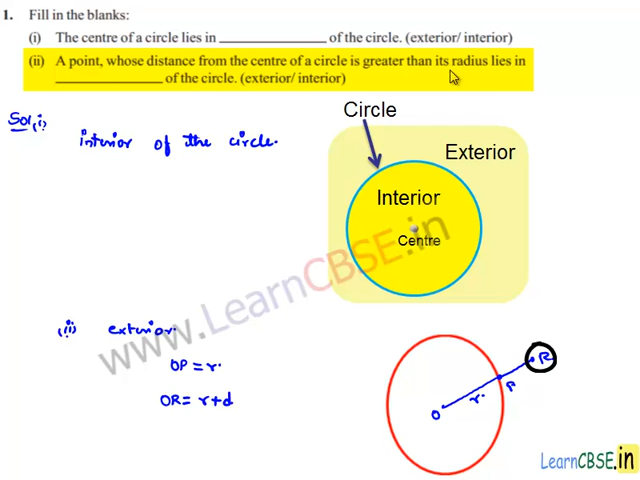 1. Fill in the blanks:
(i) The centre of a circle lies in ____________ of the circle. (exterior/ interior)
(ii) A point, whose distance from the centre of a circle is greater than its radius lies in
____________ of the circle. (exterior/ interior)
Sol (i)
interior of the circle.
Circle
Exterior
Interior
Centre
www.LearnCBSE.in
(ii) exterior.
OP = r.
OR = r+d
R
P
r.
O
LearnCBSE.in